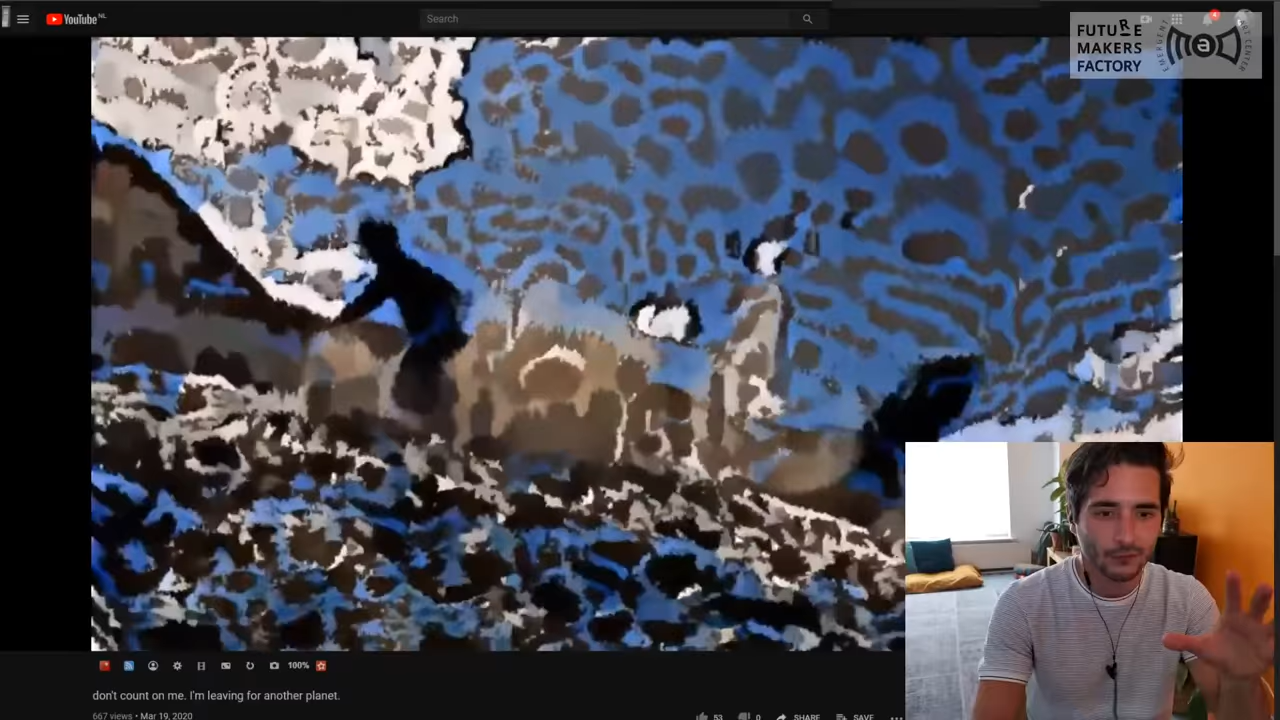 YouTube NL
Search
4
FUTURE
MAKERS
FACTORY
a
100%
don't count on me. I'm leaving for another planet.
667 views • Mar 19, 2020
53
0
SHARE
SAVE